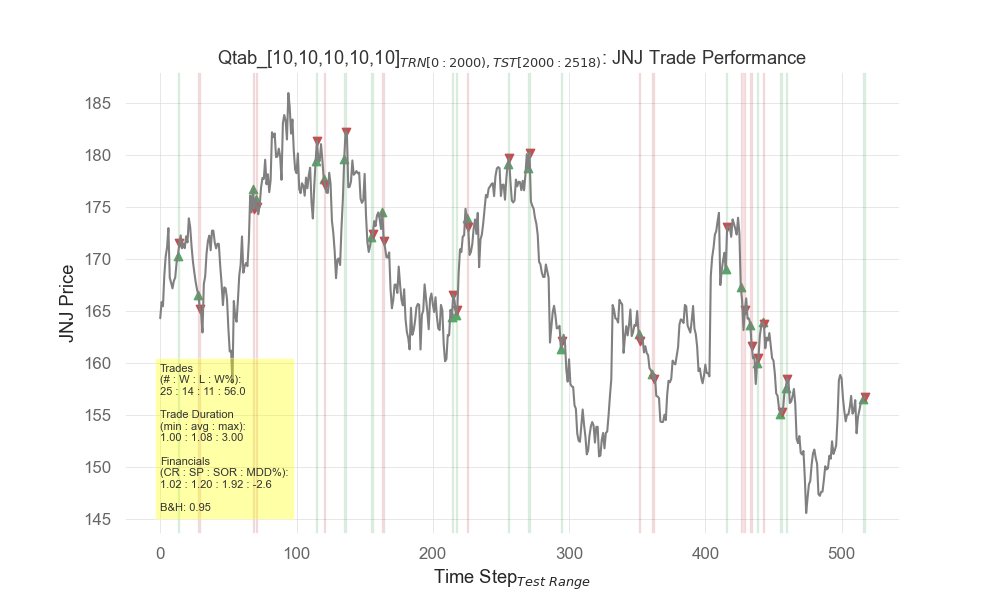 Qtab_[10,10,10,10,10]TRN[0 : 2000), TST[2000 : 2518): JNJ Trade Performance
JNJ Price
185
180
175
170
165
160
155
150
145
Trades
(# : W : L : W%):
25 : 14 : 11 : 56.0
Trade Duration
(min : avg : max):
1.00 : 1.08 : 3.00
Financials
(CR : SP : SOR : MDD%):
1.02 : 1.20 : 1.92 : -2.6
B&H: 0.95
0 100 200 300 400 500
Time Step Test Range